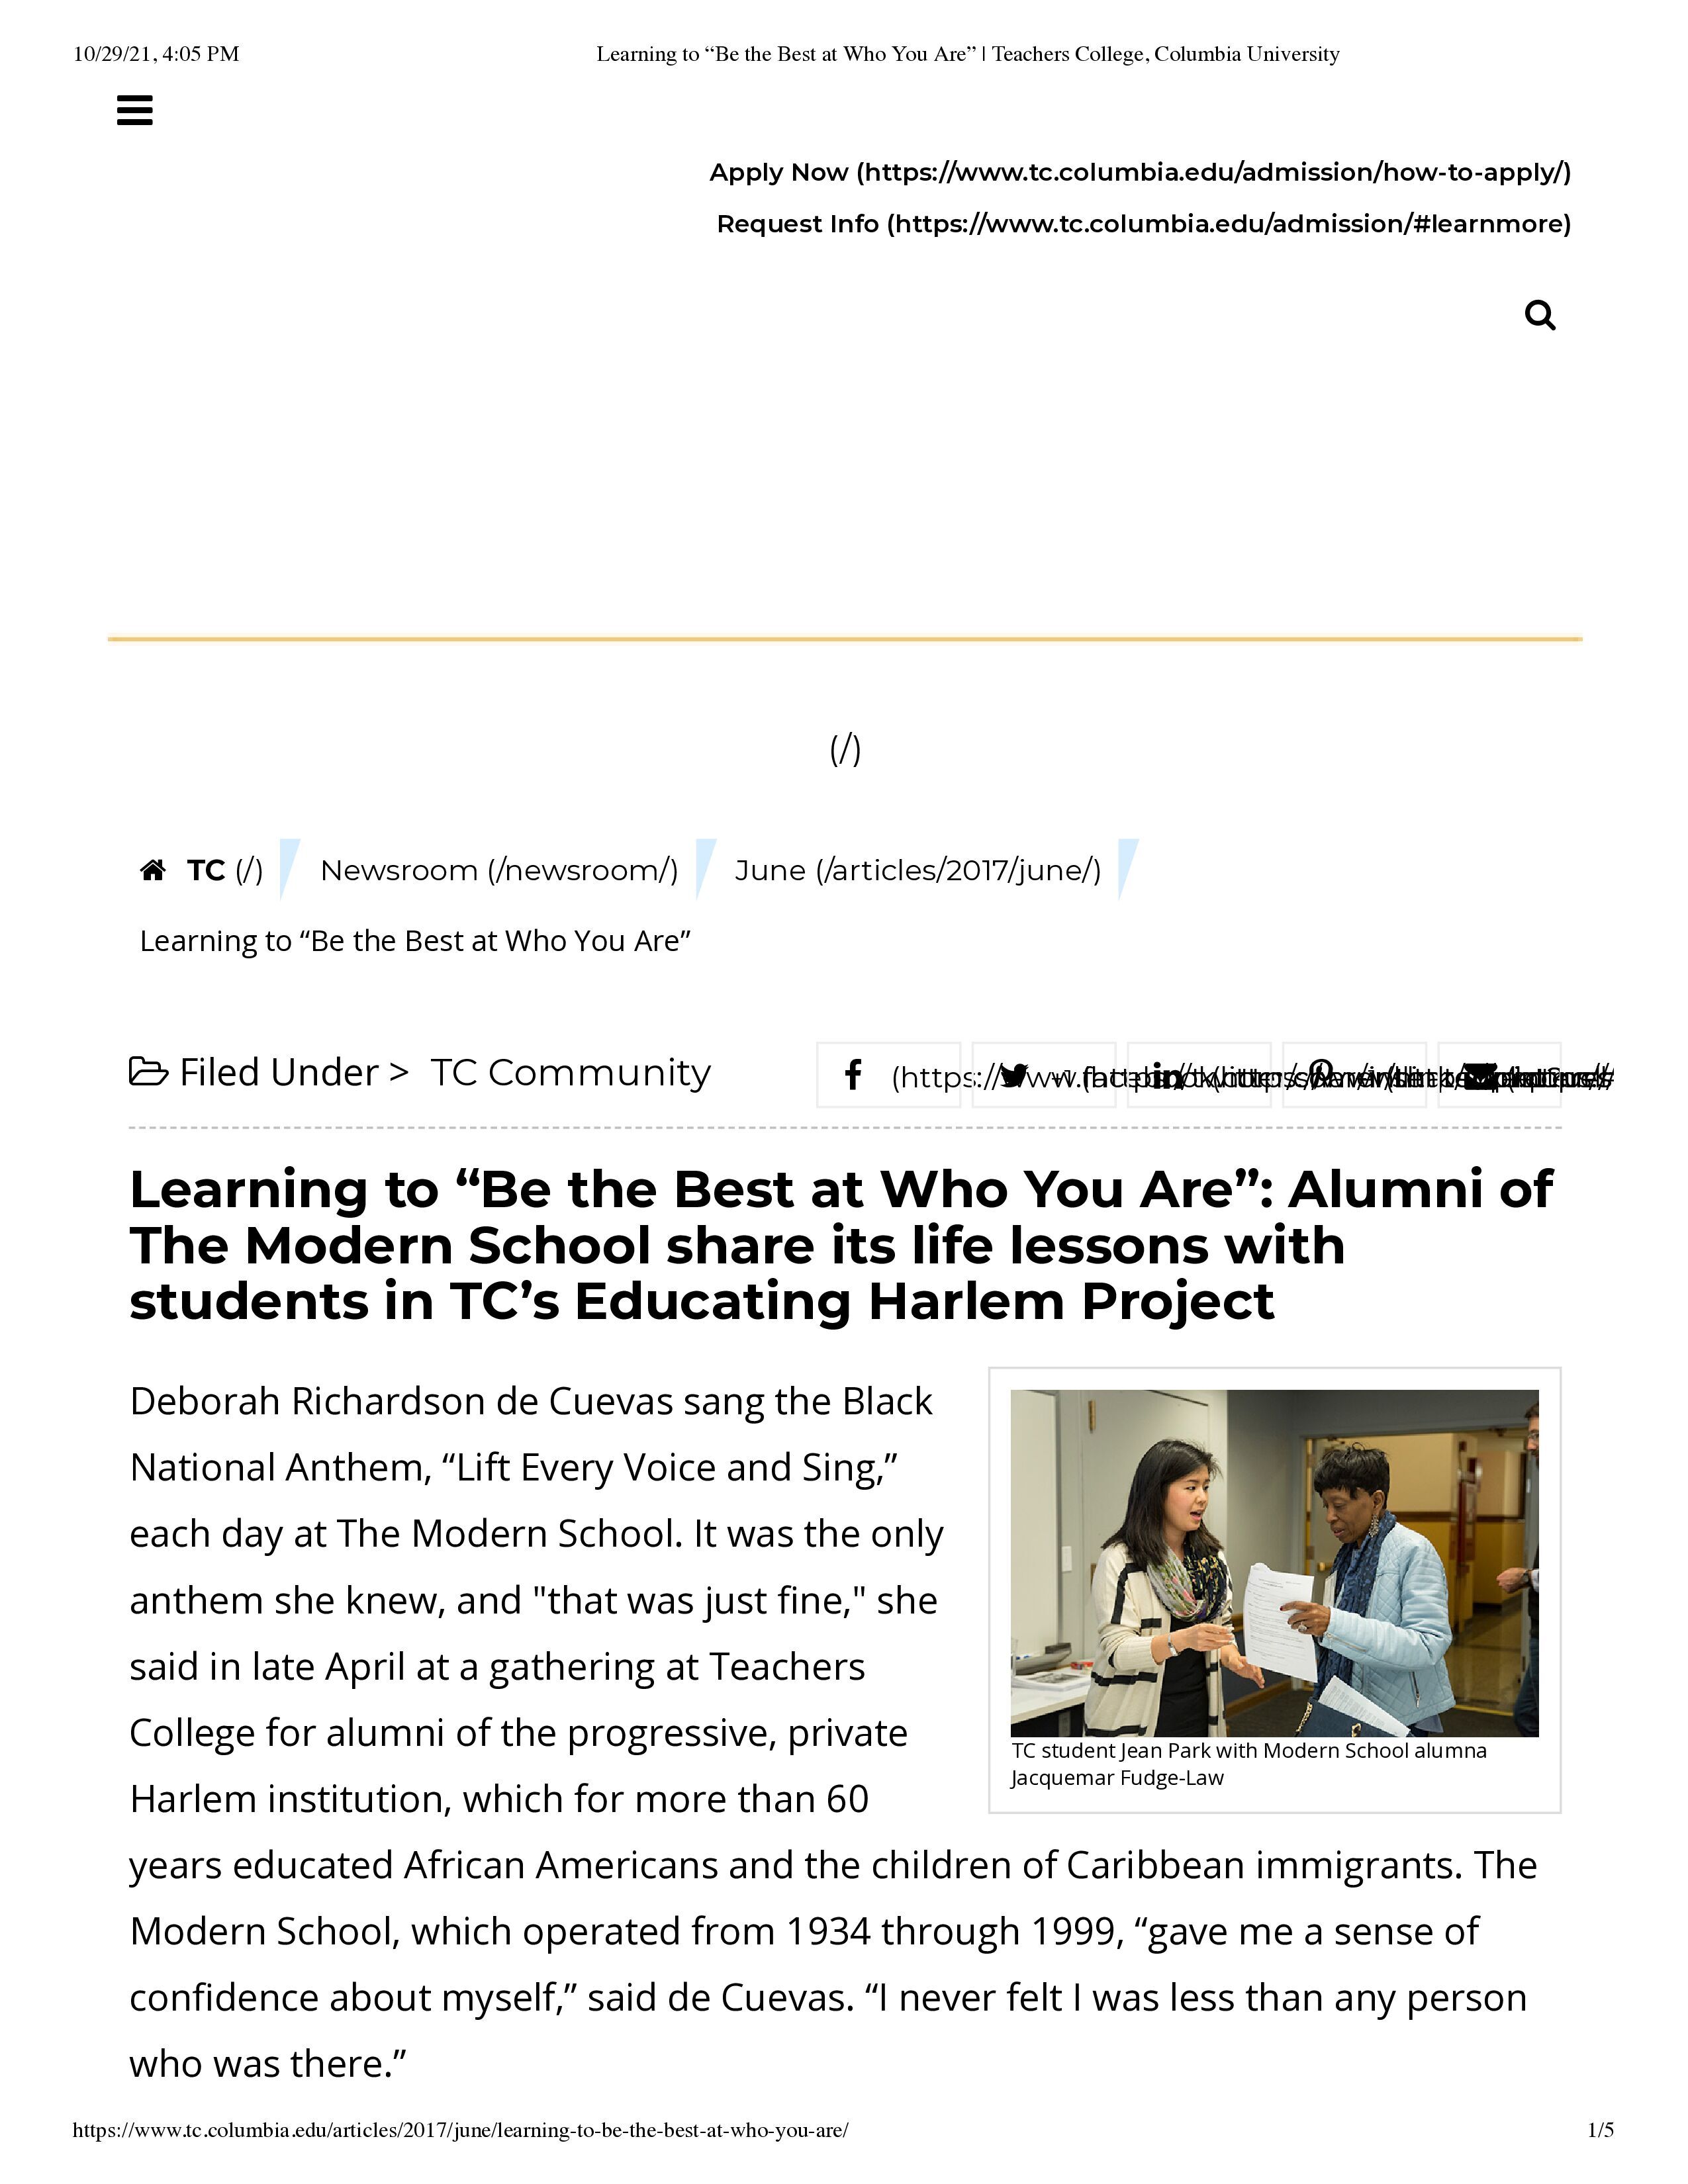 10/29/21, 4:05 PM
Learning to “Be the Best at Who You Are” | Teachers College, Columbia University
Apply Now (https://www.tc.columbia.edu/admission/how-to-apply/)
Request Info (https://www.tc.columbia.edu/admission/#learnmore)
(/)
TC (/) Newsroom (/newsroom/) June (/articles/2017/june/)
Learning to “Be the Best at Who You Are”
Filed Under > TC Community
Learning to “Be the Best at Who You Are”: Alumni of
The Modern School share its life lessons with
students in TC’s Educating Harlem Project
Deborah Richardson de Cuevas sang the Black
National Anthem, “Lift Every Voice and Sing,”
each day at The Modern School. It was the only
anthem she knew, and "that was just fine," she
said in late April at a gathering at Teachers
College for alumni of the progressive, private
Harlem institution, which for more than 60
TC student Jean Park with Modern School alumna
Jacquemar Fudge-Law
years educated African Americans and the children of Caribbean immigrants. The
Modern School, which operated from 1934 through 1999, “gave me a sense of
confidence about myself,” said de Cuevas. “I never felt I was less than any person
who was there.”
https://www.tc.columbia.edu/articles/2017/june/learning-to-be-the-best-at-who-you-are/
1/5